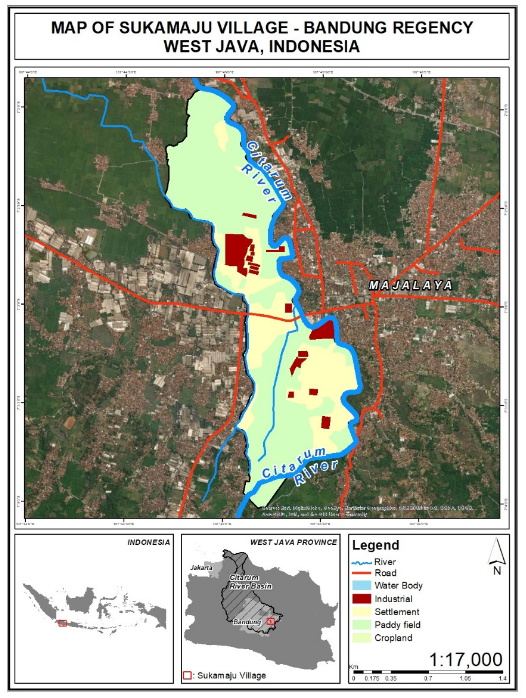 MAP OF SUKAMAJU VILLAGE - BANDUNG REGENCY
WEST JAVA, INDONESIA
Citarum
River
MAJALAYA
Citarum
River
INDONESIA
WEST JAVA PROVINCE
Jakarta
Citarum
River Basin
Bandung
: Sukamaju Village
Legend
River
Road
Water Body
Industrial
Settlement
Paddy field
Cropland
N
1:17,000
Km
0 0.175 0.35 0.7 1.05 1.4